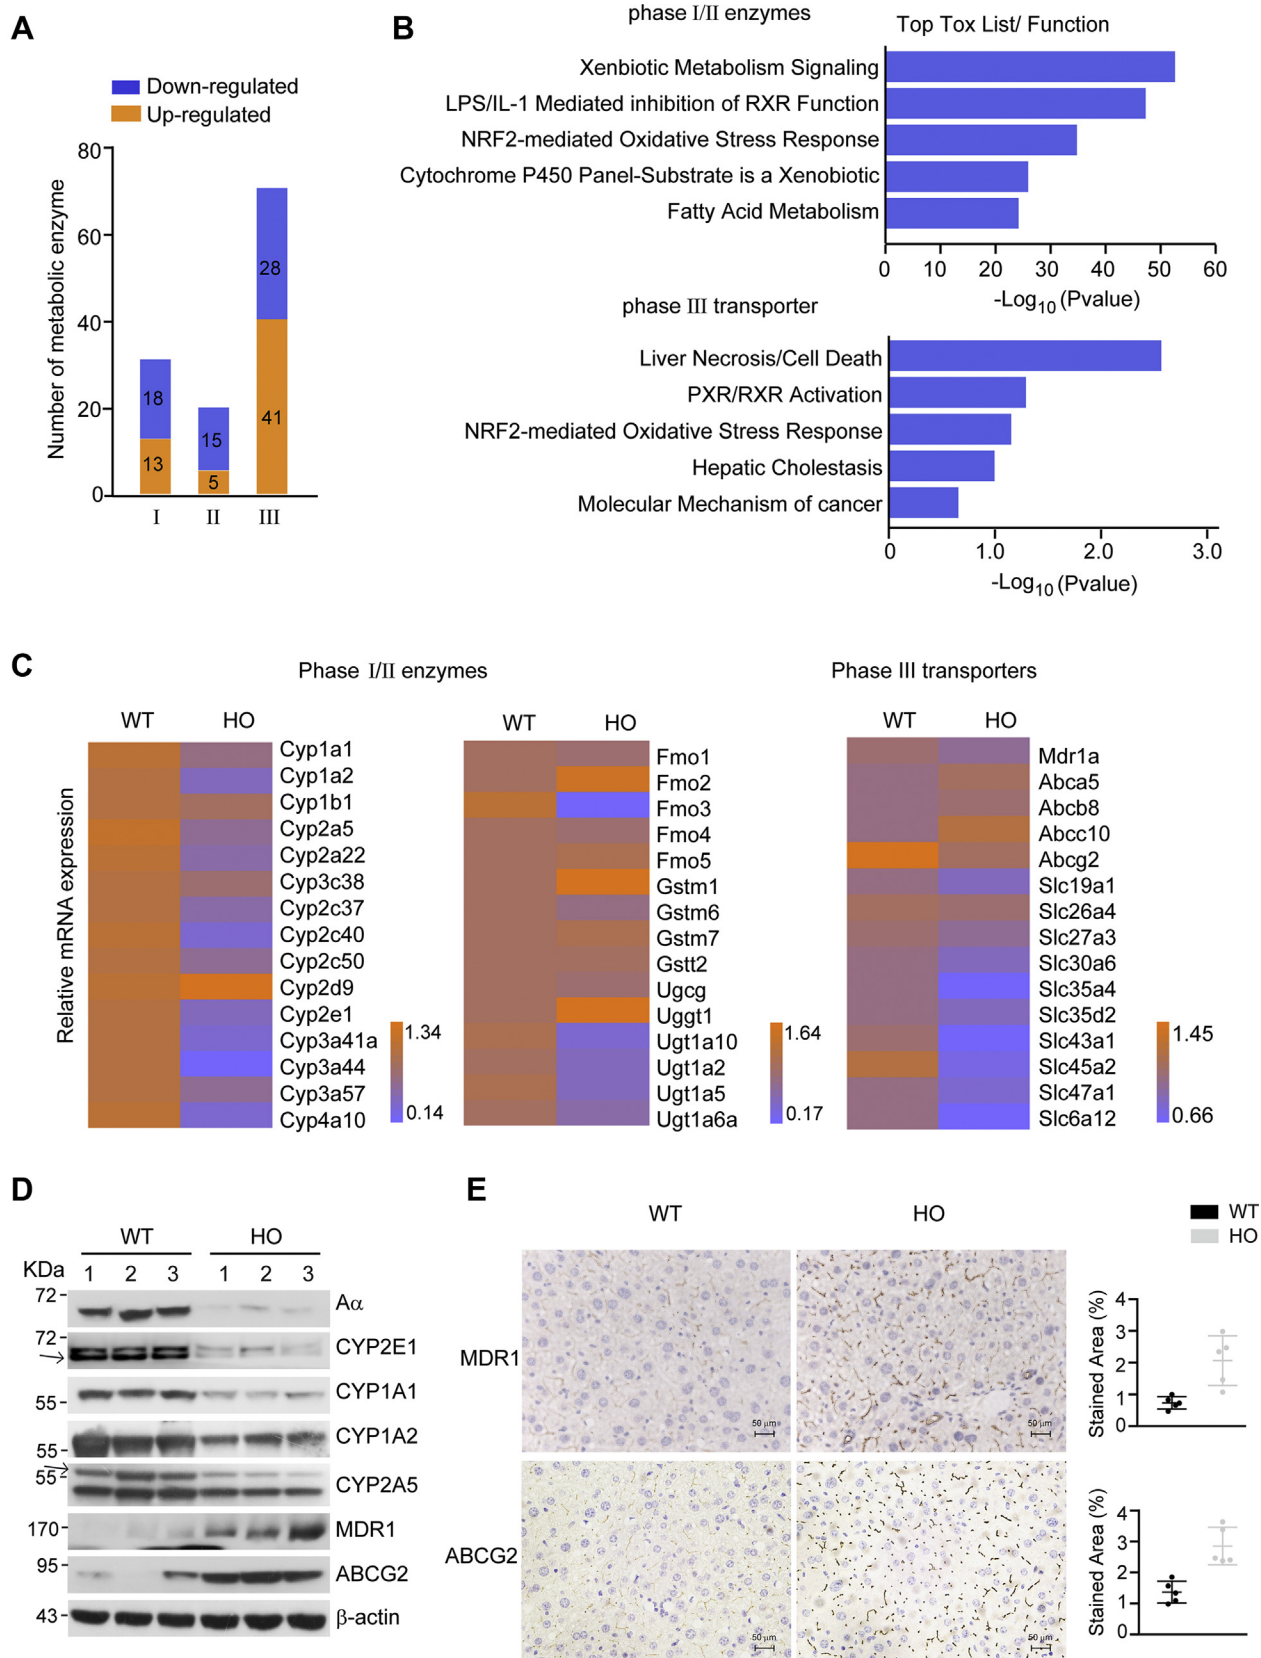 A
Down-regulated
Up-regulated
Number of metabolic enzyme
80
60
40
20
0
18
13
15
5
28
41
I II III
B
phase I/II enzymes
Top Tox List/ Function
Xenbiotic Metabolism Signaling
LPS/IL-1 Mediated inhibition of RXR Function
NRF2-mediated Oxidative Stress Response
Cytochrome P450 Panel-Substrate is a Xenobiotic
Fatty Acid Metabolism
0 10 20 30 40 50 60
-Log10 (Pvalue)
phase III transporter
Liver Necrosis/Cell Death
PXR/RXR Activation
NRF2-mediated Oxidative Stress Response
Hepatic Cholestasis
Molecular Mechanism of cancer
0 1.0 2.0 3.0
-Log10 (Pvalue)
C
Phase I/II enzymes
Phase III transporters
Relative mRNA expression
WT HO
Cyp1a1
Cyp1a2
Cyp1b1
Cyp2a5
Cyp2a22
Cyp3c38
Cyp2c37
Cyp2c40
Cyp2c50
Cyp2d9
Cyp2e1
Cyp3a41a
Cyp3a44
Cyp3a57
Cyp4a10
1.34
0.14
WT HO
Fmo1
Fmo2
Fmo3
Fmo4
Fmo5
Gstm1
Gstm6
Gstm7
Gstt2
Ugcg
Uggt1
Ugt1a10
Ugt1a2
Ugt1a5
Ugt1a6a
1.64
0.17
WT HO
Mdr1a
Abca5
Abcb8
Abcc10
Abcg2
Slc19a1
Slc26a4
Slc27a3
Slc30a6
Slc35a4
Slc35d2
Slc43a1
Slc45a2
Slc47a1
Slc6a12
1.45
0.66
D
WT HO
KDa 1 2 3 1 2 3
72 Aα
72 CYP2E1
55 CYP1A1
55 CYP1A2
55 CYP2A5
170 MDR1
95 ABCG2
43 β-actin
E
WT HO
WT
HO
MDR1
50 µm
50 µm
Stained Area (%)
4
3
2
1
0
ABCG2
50 µm
50 µm
Stained Area (%)
4
3
2
1
0